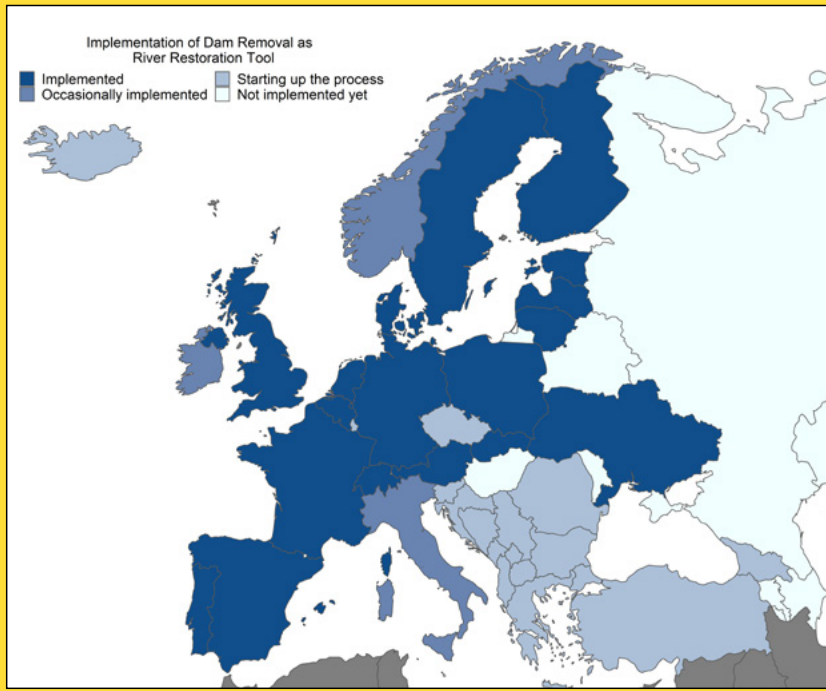 Implementation of Dam Removal as
River Restoration Tool
Implemented
Starting up the process
Occasionally implemented
Not implemented yet